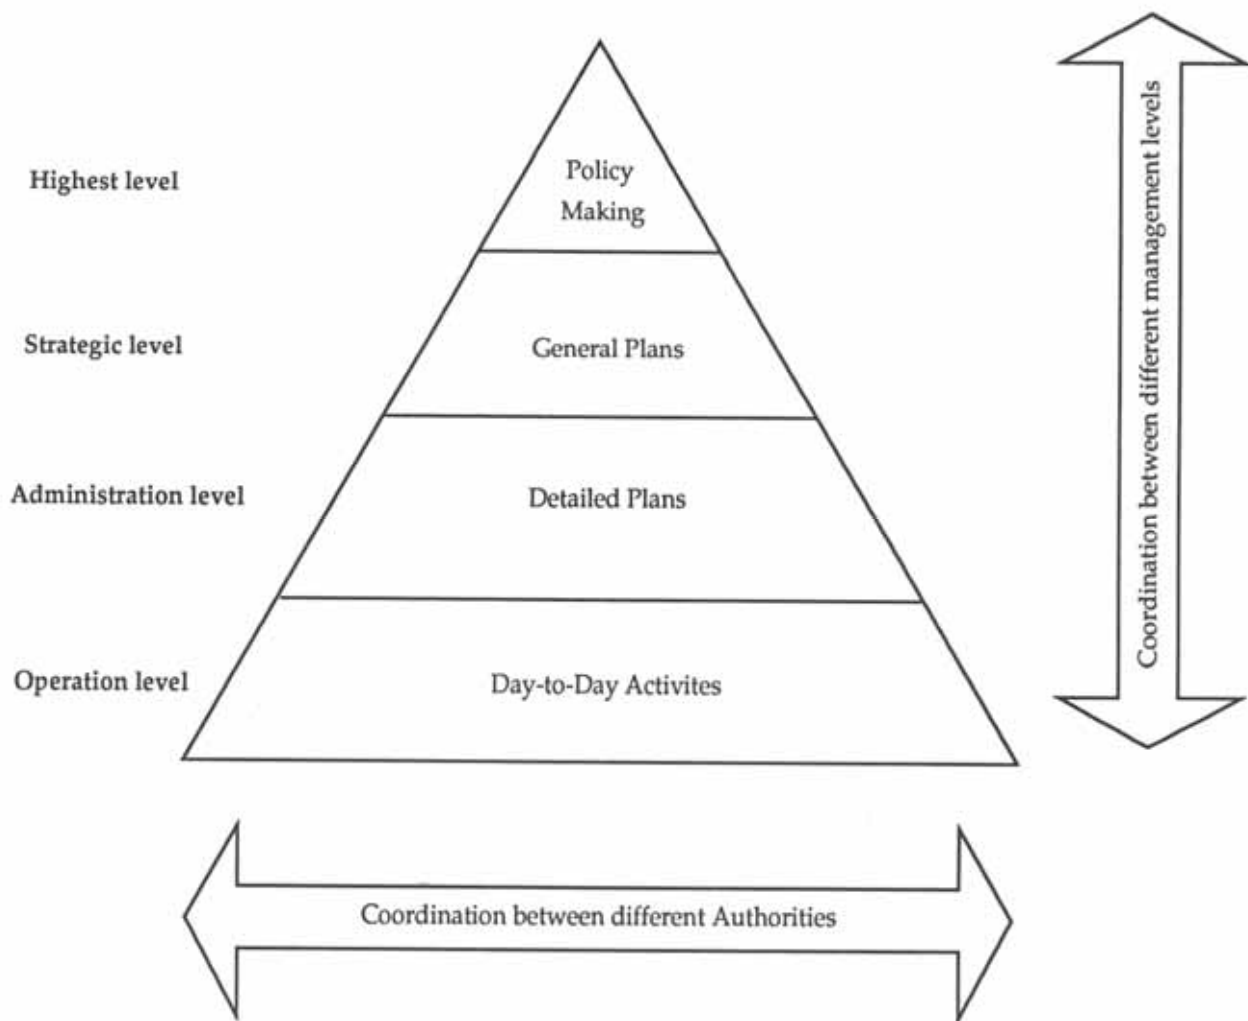 Highest level
Policy
Making
Strategic level
General Plans
Administration level
Detailed Plans
Operation level
Day-to-Day Activites
Coordination between different management levels
Coordination between different Authorities